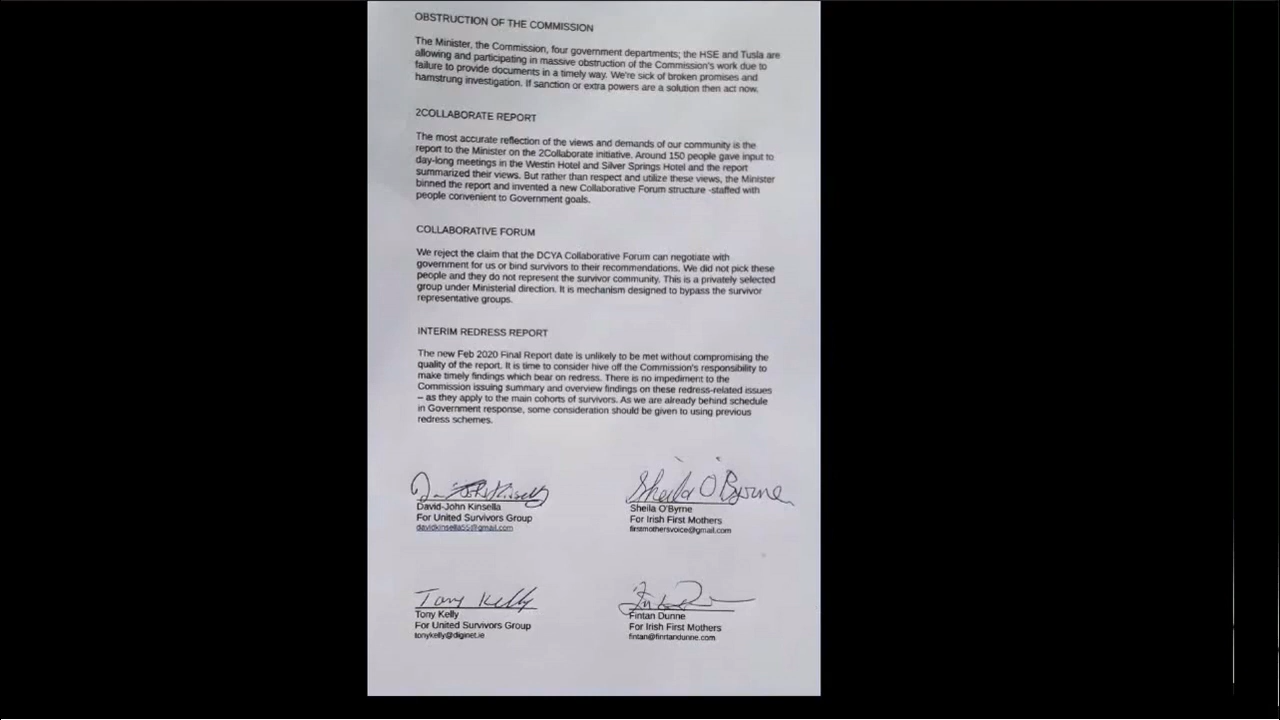 OBSTRUCTION OF THE COMMISSION
The Minister, the Commission, four government departments; the HSE and Tusla are
allowing and participating in massive obstruction of the Commission's work due to
failure to provide documents in a timely way. We're sick of broken promises and
hamstrung investigation. If sanction or extra powers are a solution then act now.
2COLLABORATE REPORT
The most accurate reflection of the views and demands of our community is the
report to the Minister on the 2Collaborate initiative. Around 150 people gave input to
day-long meetings in the Westin Hotel and Silver Springs Hotel and the report
summarized their views. But rather than respect and utilize these views, the Minister
binned the report and invented a new Collaborative Forum structure -staffed with
people convenient to Government goals.
COLLABORATIVE FORUM
We reject the claim that the DCYA Collaborative Forum can negotiate with
government for us or bind survivors to their recommendations. We did not pick these
people and they do not represent the survivor community. This is a privately selected
group under Ministerial direction. It is mechanism designed to bypass the survivor
representative groups.
INTERIM REDRESS REPORT
The new Feb 2020 Final Report date is unlikely to be met without compromising the
quality of the report. It is time to consider hive off the Commission's responsibility to
make timely findings which bear on redress. There is no impediment to the
Commission issuing summary and overview findings on these redress-related issues
– as they apply to the main cohorts of survivors. As we are already behind schedule
in Government response, some consideration should be given to using previous
redress schemes.
David-John Kinsella
For United Survivors Group
davidkinsella55@gmail.com
Sheila O'Byrne
Sheila O'Byrne
For Irish First Mothers
firstmothersvoice@gmail.com
Tony Kelly
Tony Kelly
For United Survivors Group
tonykelly@diginet.ie
Fintan Dunne
For Irish First Mothers
fintan@finrtandunne.com